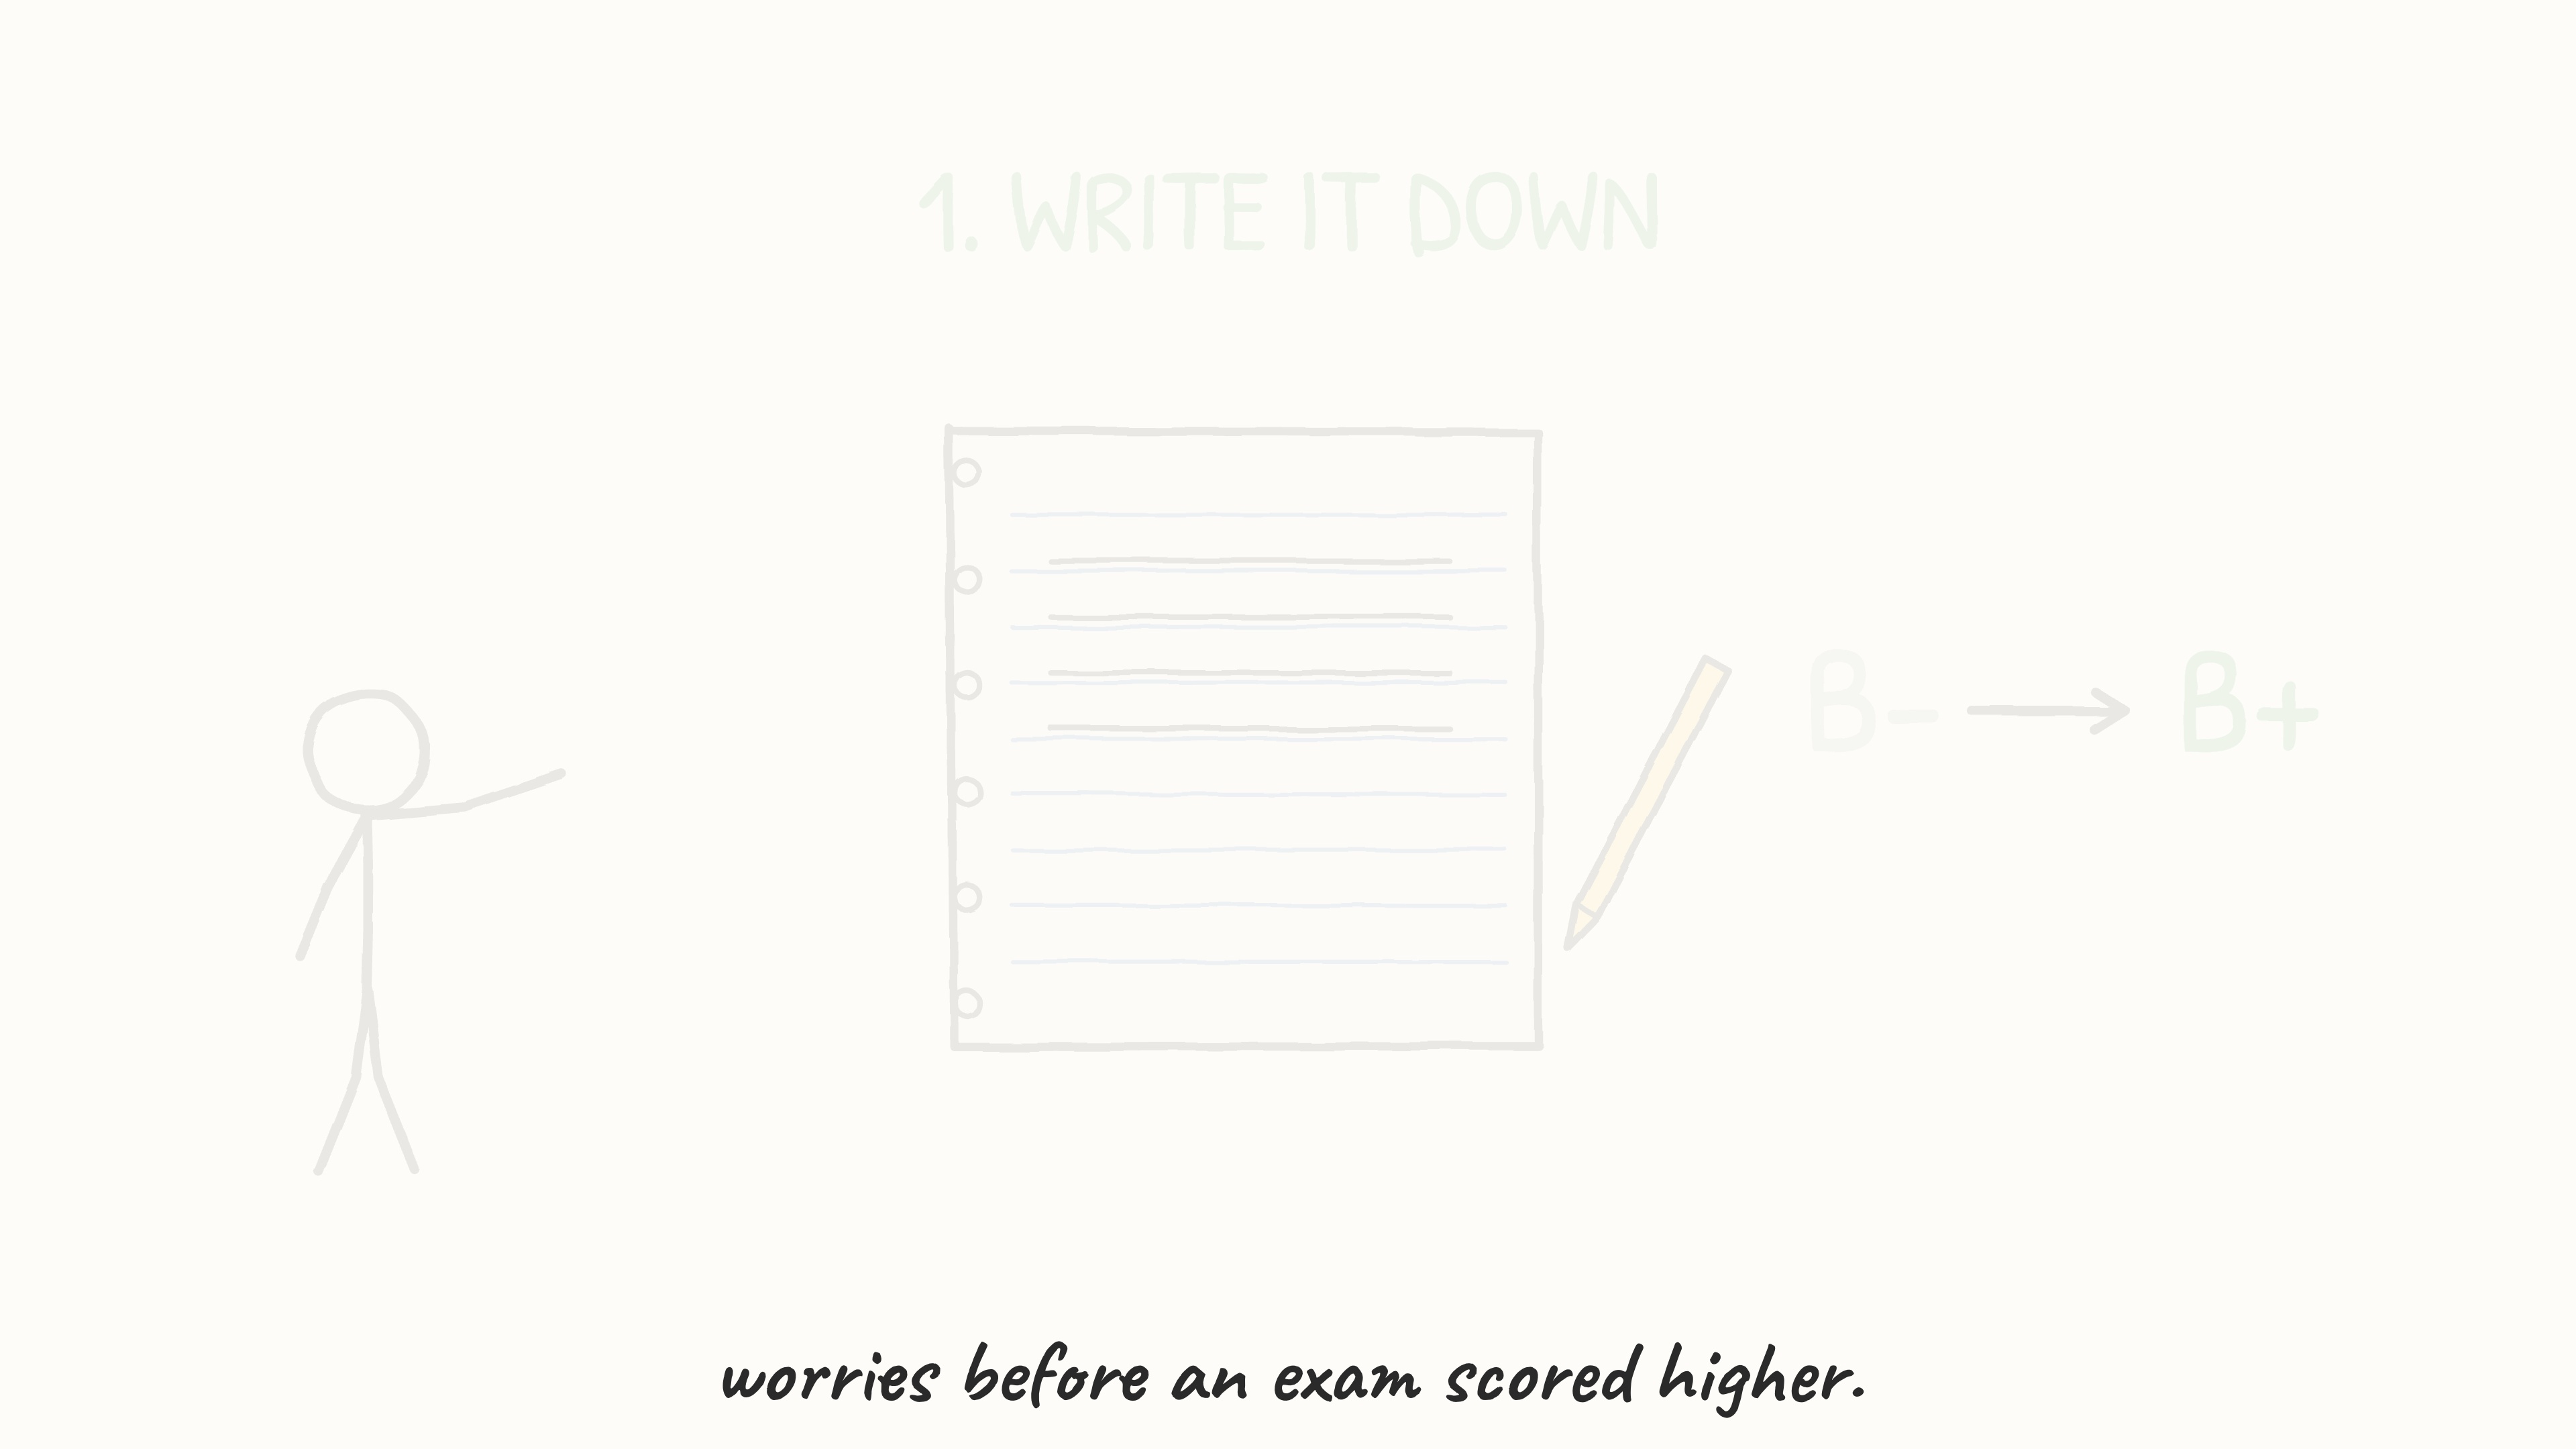 1. WRITE IT DOWN
B- → B+
worries before an exam scored higher.